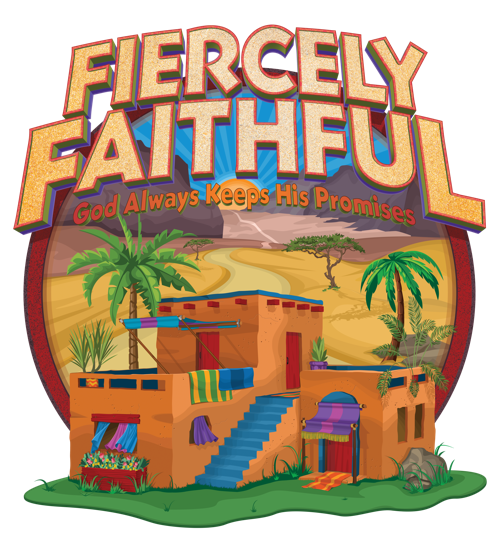 FIERCELY
FAITHFUL
God Always Keeps His Promises